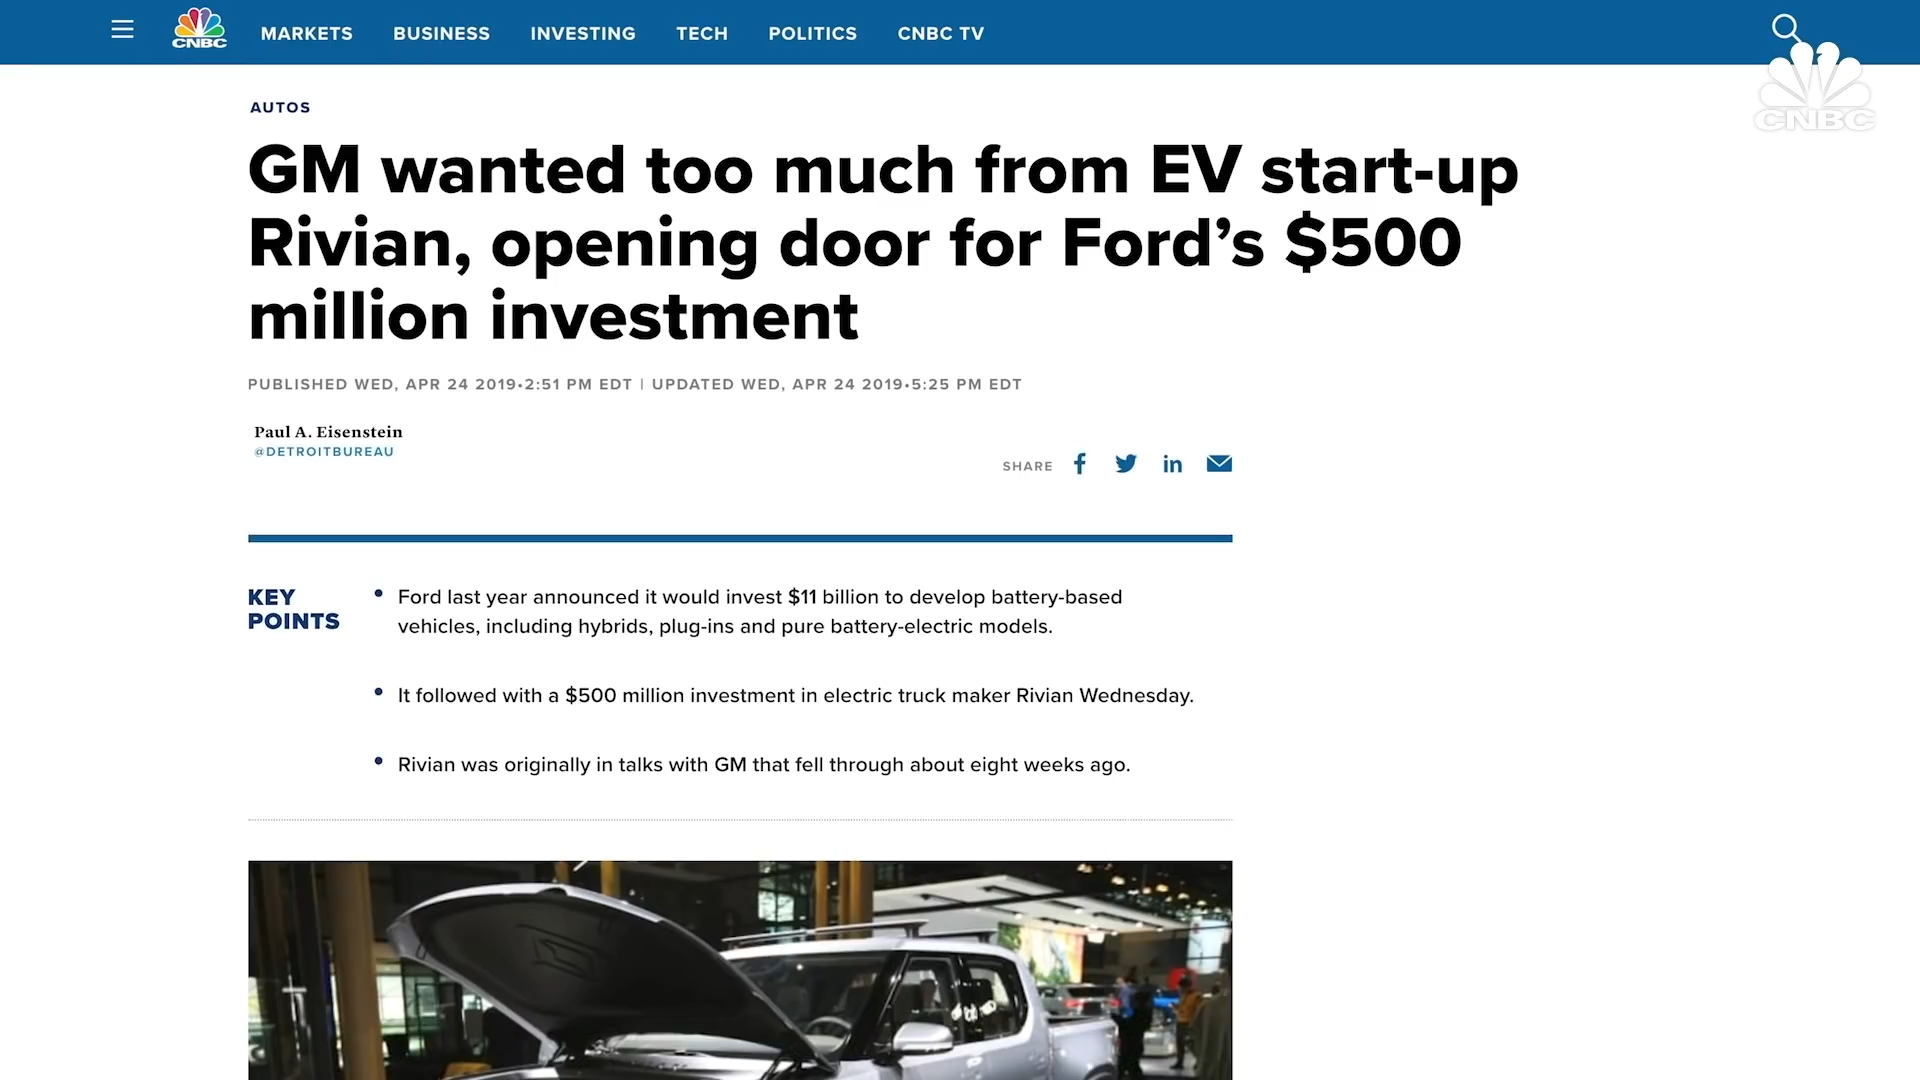 CNBC
MARKETS
BUSINESS
INVESTING
TECH
POLITICS
CNBC TV
CNBC
AUTOS
GM wanted too much from EV start-up
Rivian, opening door for Ford’s $500
million investment
PUBLISHED WED, APR 24 2019•2:51 PM EDT | UPDATED WED, APR 24 2019•5:25 PM EDT
Paul A. Eisenstein
@DETROITBUREAU
SHARE
KEY
POINTS
• Ford last year announced it would invest $11 billion to develop battery-based
vehicles, including hybrids, plug-ins and pure battery-electric models.
• It followed with a $500 million investment in electric truck maker Rivian Wednesday.
• Rivian was originally in talks with GM that fell through about eight weeks ago.